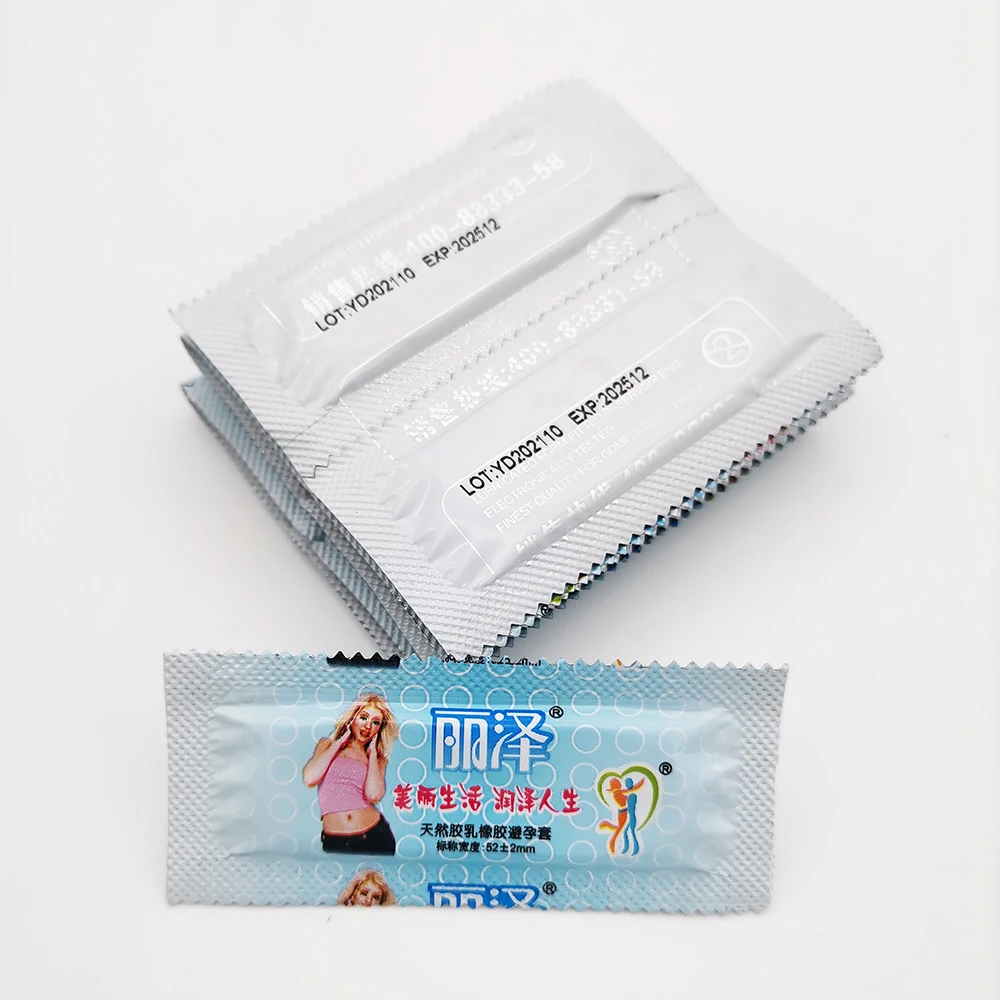 销售热线:400-88333-58
LOT:YD202110 EXP:202512
销售热线:400-88333-58
LOT:YD202110 EXP:202512
ELECTRONICALLY TESTED
FINEST QUALITY FOR
丽泽®
美丽生活 润泽人生
®
天然胶乳橡胶避孕套
标称宽度:52±2mm
丽泽®